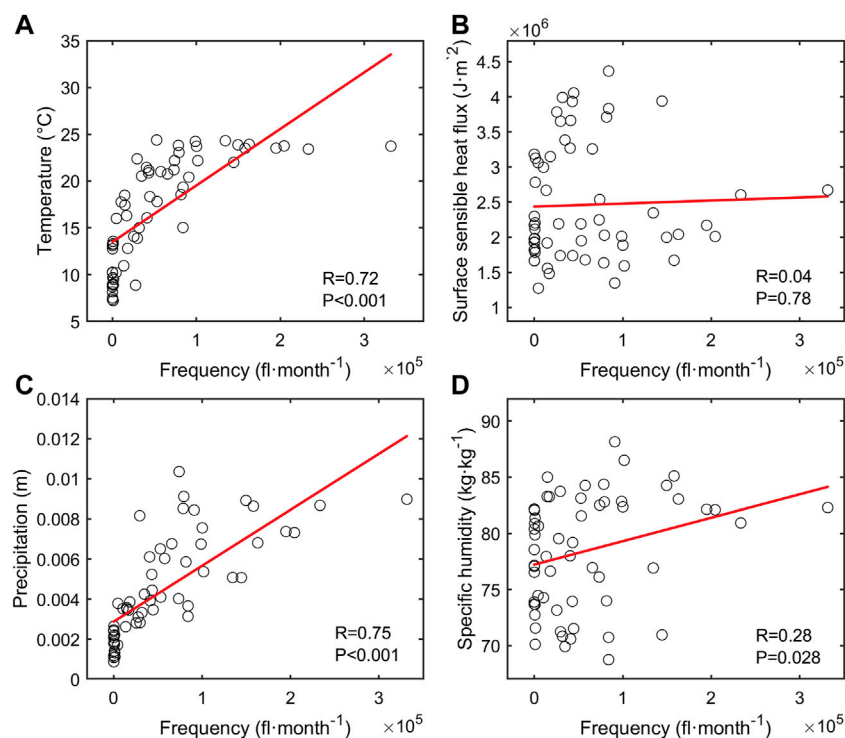 A
Temperature (°C)
35
30
25
20
15
10
5
0
1
2
3
Frequency (fl·month⁻¹)
×10⁵
R=0.72
P<0.001
B
×10⁶
Surface sensible heat flux (J·m⁻²)
4.5
4
3.5
3
2.5
2
1.5
1
0
1
2
3
Frequency (fl·month⁻¹)
×10⁵
R=0.04
P=0.78
C
Precipitation (m)
0.014
0.012
0.01
0.008
0.006
0.004
0.002
0
0
1
2
3
Frequency (fl·month⁻¹)
×10⁵
R=0.75
P<0.001
D
Specific humidity (kg·kg⁻¹)
90
85
80
75
70
0
1
2
3
Frequency (fl·month⁻¹)
×10⁵
R=0.28
P=0.028